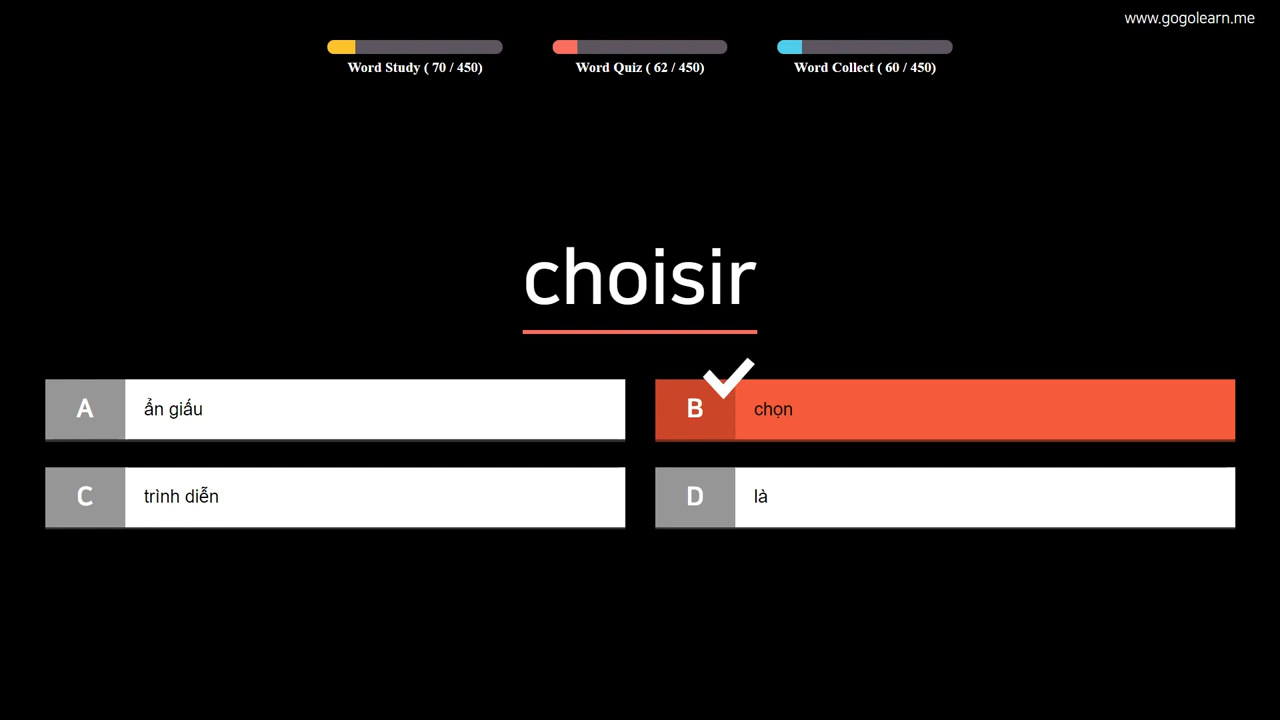 www.gogolearn.me
Word Study ( 70 / 450)
Word Quiz ( 62 / 450)
Word Collect ( 60 / 450)
choisir
A ẩn giấu
B chọn
C trình diễn
D là